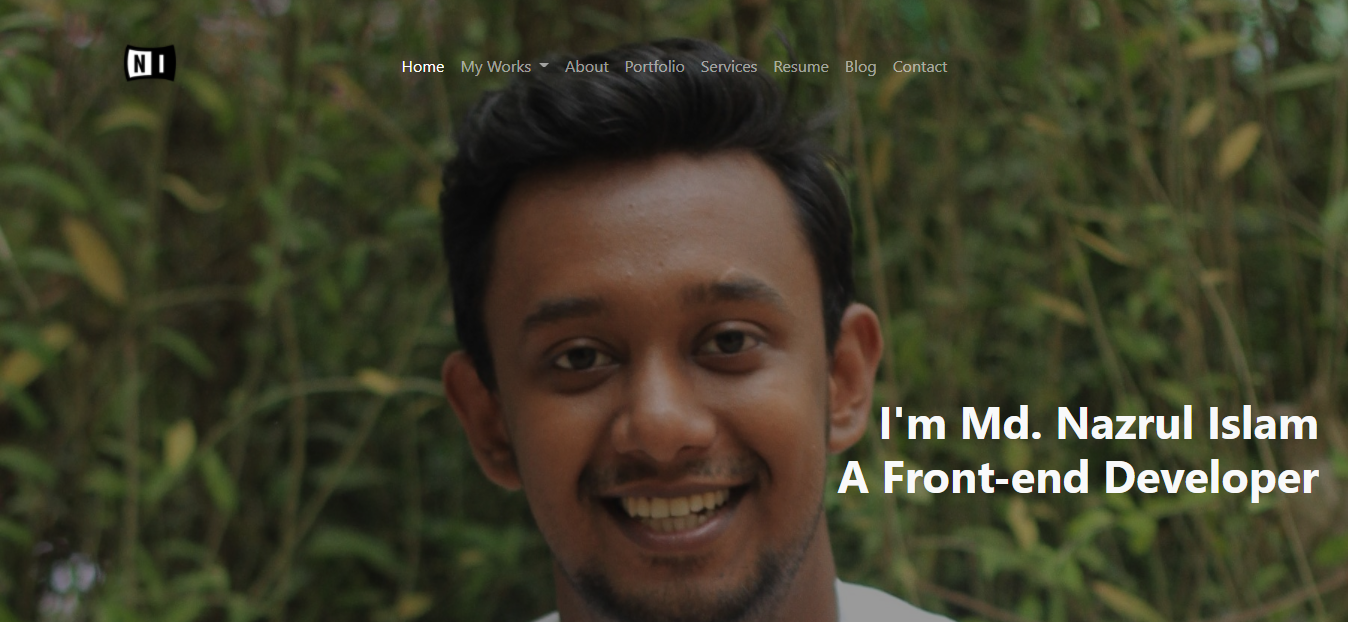 NI
Home My Works About Portfolio Services Resume Blog Contact
I'm Md. Nazrul Islam
A Front-end Developer